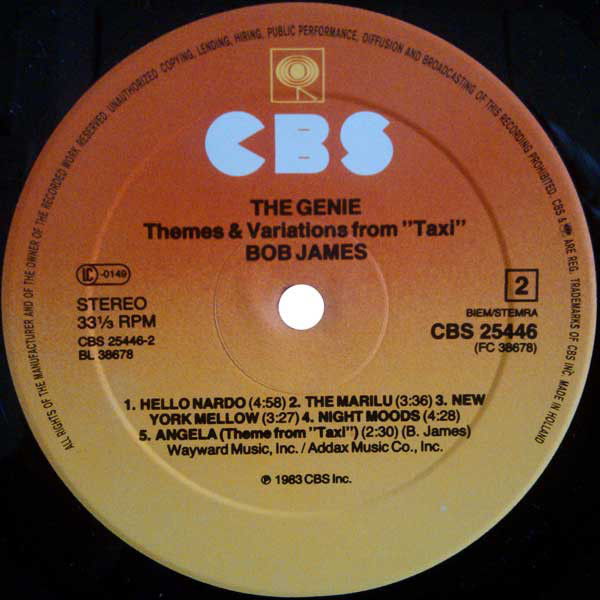 ALL RIGHTS OF THE MANUFACTURER AND OF THE OWNER OF THE RECORDED WORK RESERVED. UNAUTHORIZED COPYING, LENDING, HIRING, PUBLIC PERFORMANCE, DIFFUSION AND BROADCASTING OF THIS RECORDING PROHIBITED. CBS & ARE REG. TRADEMARKS OF CBS INC. MADE IN HOLLAND
CBS
THE GENIE
Themes & Variations from "Taxi"
BOB JAMES
LC -0149
STEREO
33⅓ RPM
CBS 25446-2
BL 38678
2
BIEM/STEMRA
CBS 25446
(FC 38678)
1. HELLO NARDO (4:58) 2. THE MARILU (3:36) 3. NEW
YORK MELLOW (3:27) 4. NIGHT MOODS (4:28)
5. ANGELA (Theme from "Taxi") (2:30) (B. James)
Wayward Music, Inc. / Addax Music Co., Inc.
℗ 1983 CBS Inc.